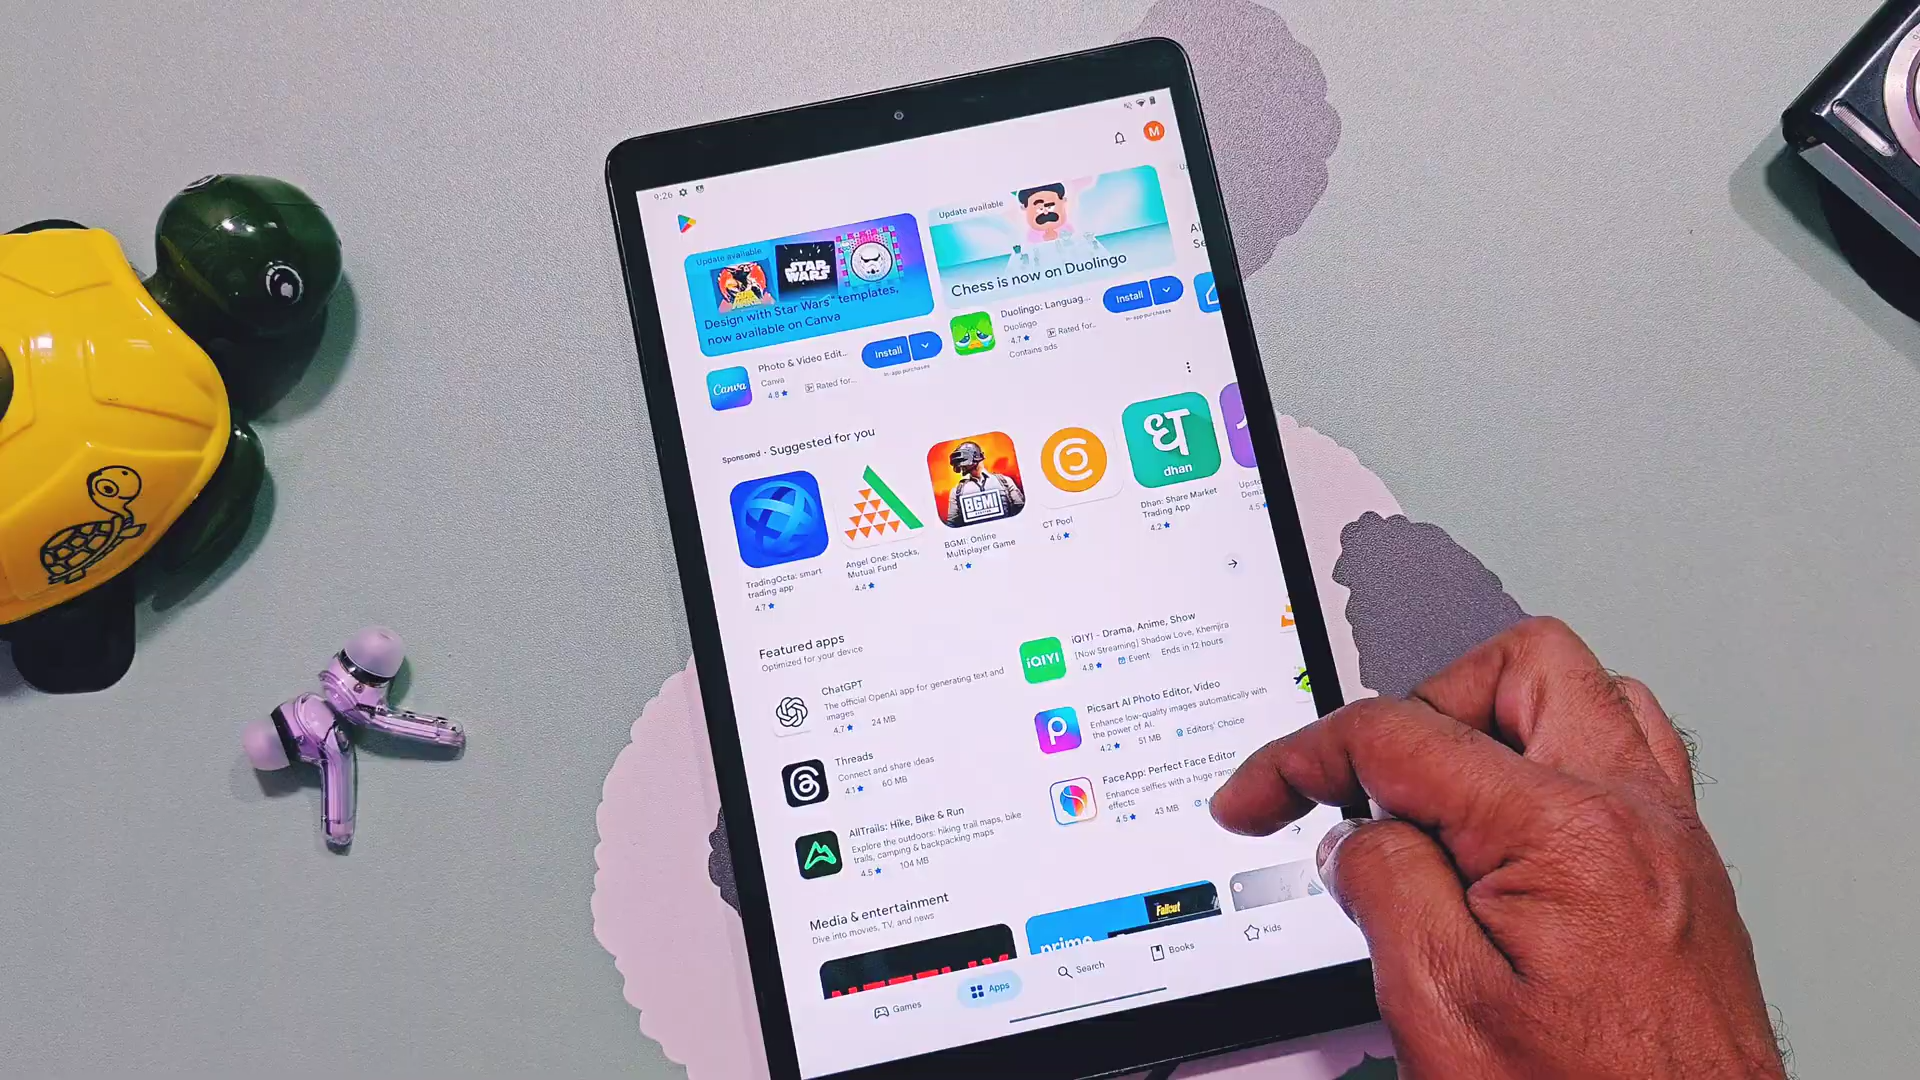 9:26
M
Update available
STAR
WARS
Design with Star Wars™ templates,
now available on Canva
Canva
Photo & Video Edit...
Canva
4.8 ★
Rated for...
Install
In-app purchases
Update available
Chess is now on Duolingo
Duolingo: Languag...
Duolingo
4.7 ★
Rated for...
Contains ads
Install
In-app purchases
Sponsored · Suggested for you
TradingOcta: smart
trading app
4.7 ★
Angel One: Stocks,
Mutual Fund
4.4 ★
BGMI
BGMI: Online
Multiplayer Game
4.1 ★
CT Pool
4.6 ★
ध
dhan
Dhan: Share Market
Trading App
4.2 ★
4.5 ★
Featured apps
Optimized for your device
ChatGPT
The official OpenAI app for generating text and
images
4.7 ★ 24 MB
Threads
Connect and share ideas
4.1 ★ 60 MB
AllTrails: Hike, Bike & Run
Explore the outdoors: hiking trail maps, bike
trails, camping & backpacking maps
4.5 ★ 104 MB
iQIYI
iQIYI - Drama, Anime, Show
[Now Streaming] Shadow Love, Khemjira
4.8 ★ Event · Ends in 12 hours
Picsart AI Photo Editor, Video
Enhance low-quality images automatically with
the power of AI.
4.2 ★ 51 MB Editors' Choice
FaceApp: Perfect Face Editor
Enhance selfies with a huge range
effects
4.5 ★ 43 MB
Media & entertainment
Dive into movies, TV, and news
NETFLIX
prime
Fallout
Games
Apps
Search
Books
Kids